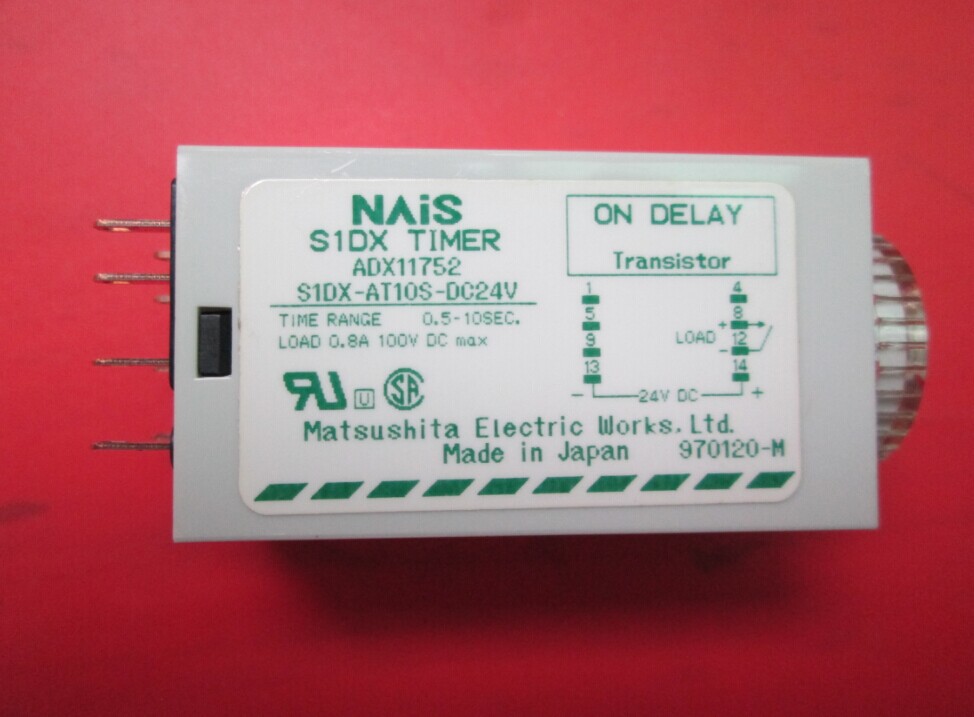 NAiS
S1DX TIMER
ADX11752
S1DX-AT10S-DC24V
TIME RANGE 0.5-10SEC.
LOAD 0.8A 100V DC max
ON DELAY
Transistor
1 4
5 8 +
9 LOAD 12 -
13 14
- 24V DC +
RU U SA
Matsushita Electric Works. Ltd.
Made in Japan 970120-M